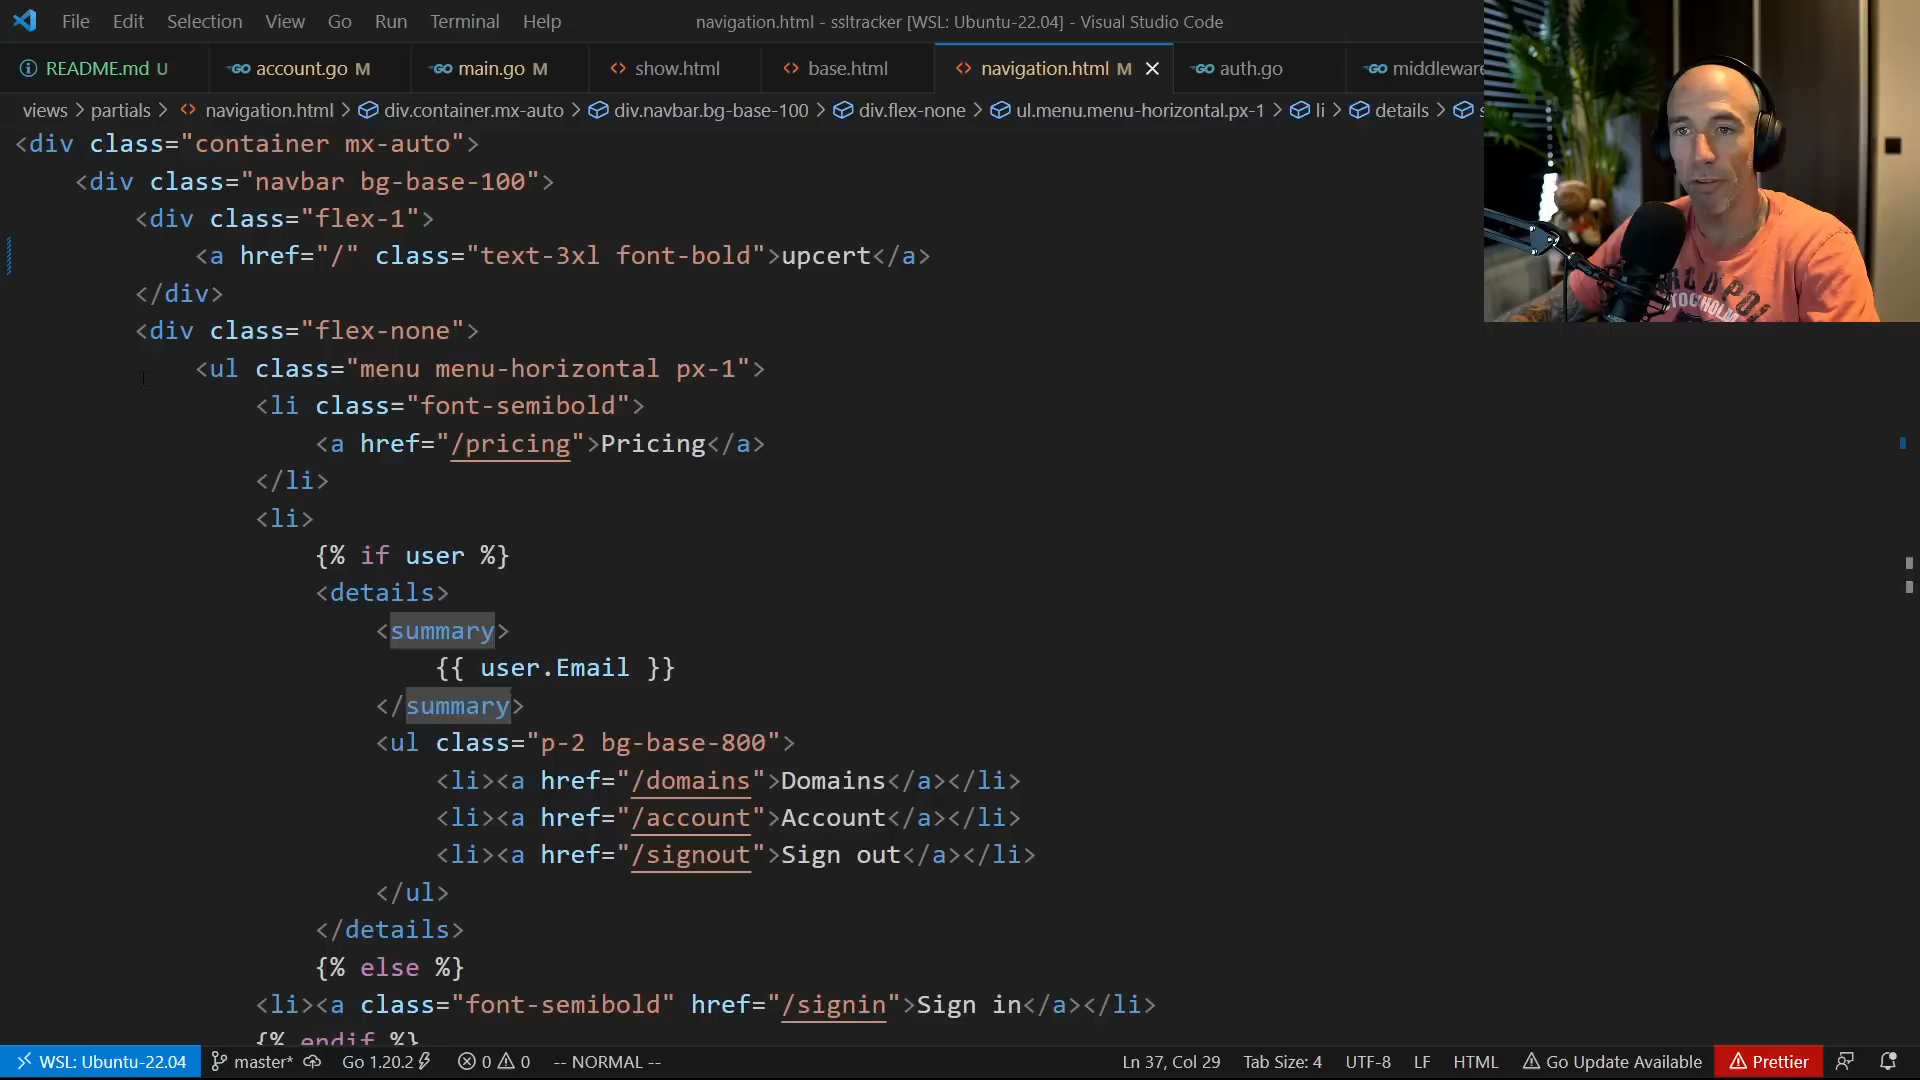 File Edit Selection View Go Run Terminal Help navigation.html - ssltracker [WSL: Ubuntu-22.04] - Visual Studio Code
README.md U account.go M main.go M show.html base.html navigation.html M auth.go middleware
views > partials > navigation.html > div.container.mx-auto > div.navbar.bg-base-100 > div.flex-none > ul.menu.menu-horizontal.px-1 > li > details >
<div class="container mx-auto">
<div class="navbar bg-base-100">
<div class="flex-1">
<a href="/" class="text-3xl font-bold">upcert</a>
</div>
<div class="flex-none">
<ul class="menu menu-horizontal px-1">
<li class="font-semibold">
<a href="/pricing">Pricing</a>
</li>
<li>
{% if user %}
<details>
<summary>
{{ user.Email }}
</summary>
<ul class="p-2 bg-base-800">
<li><a href="/domains">Domains</a></li>
<li><a href="/account">Account</a></li>
<li><a href="/signout">Sign out</a></li>
</ul>
</details>
{% else %}
<li><a class="font-semibold" href="/signin">Sign in</a></li>
{% endif %}
WSL: Ubuntu-22.04 master* Go 1.20.2 0 0 -- NORMAL -- Ln 37, Col 29 Tab Size: 4 UTF-8 LF HTML Go Update Available Prettier